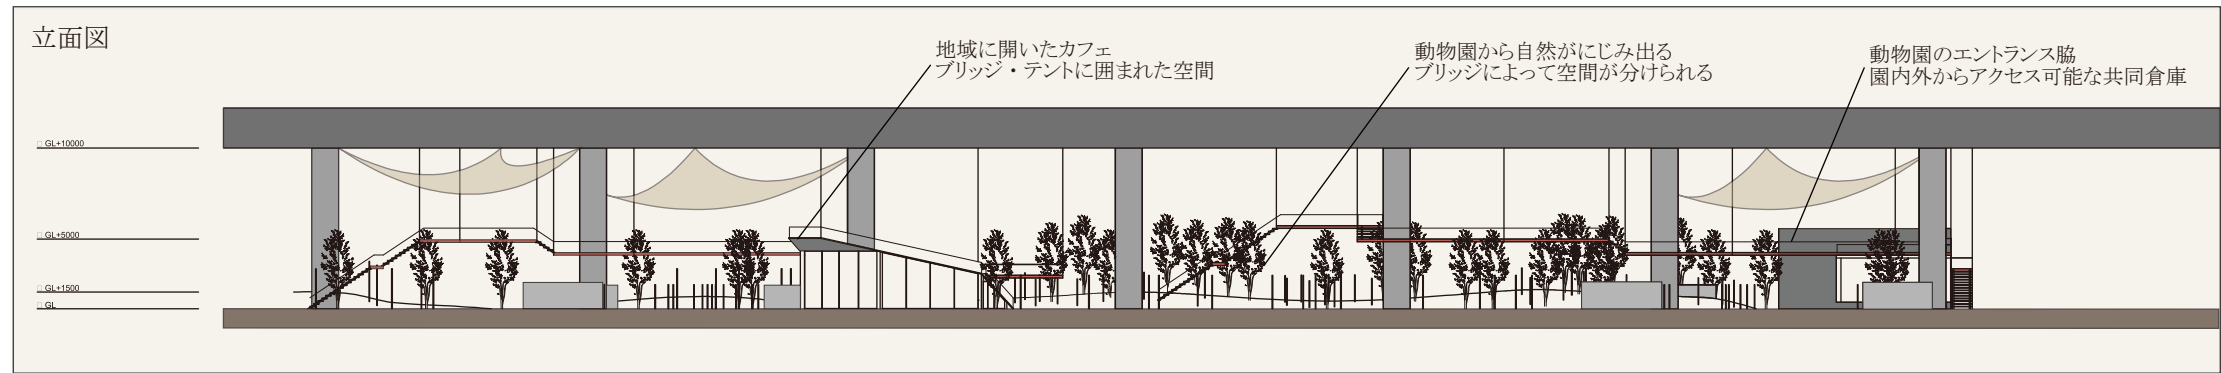 立面図
地域に開いたカフェ
ブリッジ・テントに囲まれた空間
動物園から自然がにじみ出る
ブリッジによって空間が分けられる
動物園のエントランス脇
園内外からアクセス可能な共同倉庫
GL+10000
GL+5000
GL+1500
GL